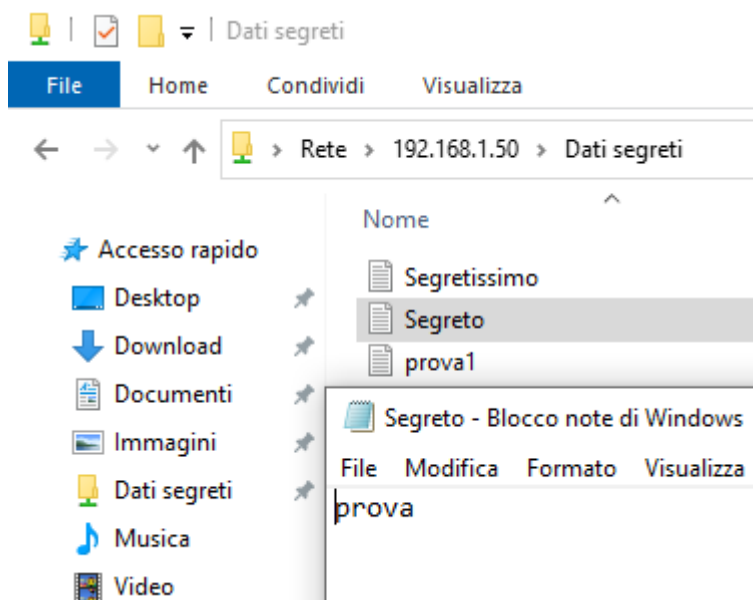 Dati segreti
File Home Condividi Visualizza
Rete > 192.168.1.50 > Dati segreti
Nome
Accesso rapido
Desktop
Download
Documenti
Immagini
Dati segreti
Musica
Video
Segretissimo
Segreto
prova1
Segreto - Blocco note di Windows
File Modifica Formato Visualizza
prova